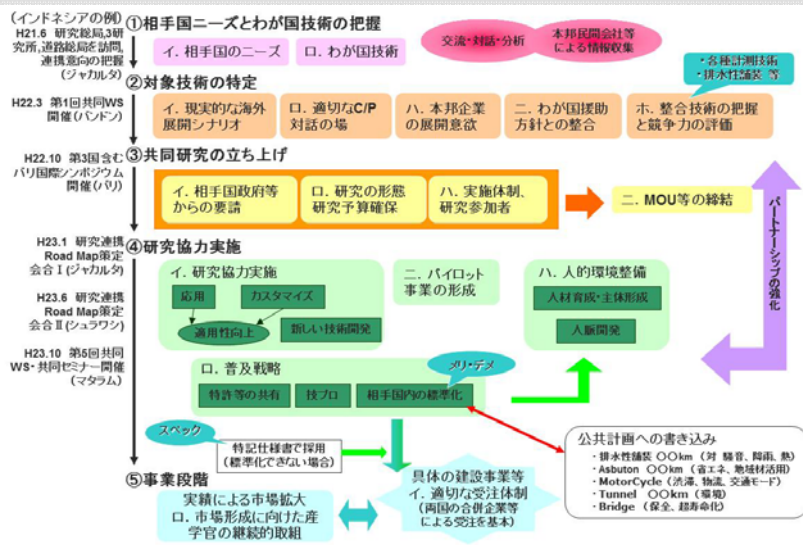 (インドネシアの例)
H21.6 研究総局,3研
究所,道路総局を訪問,
連携意向の把握
(ジャカルタ)
①相手国ニーズとわが国技術の把握
イ. 相手国のニーズ
ロ. わが国技術
交流・対話・分析
本邦民間会社等
による情報収集
②対象技術の特定
・各種計測技術
・排水性舗装 等
H22.3 第1回共同WS
開催(バンドン)
イ. 現実的な海外
展開シナリオ
ロ. 適切なC/P
対話の場
ハ. 本邦企業の
の展開意欲
ニ. わが国援助
方針との整合
ホ. 整合技術の把握
と競争力の評価
H22.10 第3国含む
バリ国際シンポジウム
開催(バリ)
③共同研究の立ち上げ
イ. 相手国政府等
からの要請
ロ. 研究の形態
研究予算確保
ハ. 実施体制、
研究参加者
ニ. MOU等の締結
パートナーシップの強化
H23.1 研究連携
Road Map策定
会合Ⅰ(ジャカルタ)
④研究協力実施
H23.6 研究連携
Road Map策定
会合Ⅱ(シュラワシ)
H23.10 第5回共同
WS・共同セミナー開催
(マタラム)
イ. 研究協力実施
応用
カスタマイズ
適用性向上
新しい技術開発
ニ. パイロット
事業の形成
ハ. 人的環境整備
人材育成・主体形成
人脈開発
ロ. 普及戦略
メリ・デメ
特許等の共有
技プロ
相手国内の標準化
スペック
特記仕様書で採用
(標準化できない場合)
公共計画への書き込み
・排水性舗装 〇〇km (対 騒音、降雨、熱)
・Asbuton 〇〇km (省エネ、地域材活用)
・MotorCycle (渋滞、物流、交通モード)
・Tunnel 〇〇km (環境)
・Bridge (保全、超寿命化)
⑤事業段階
実績による市場拡大
ロ. 市場形成に向けた産
学官の継続的取組
具体の建設事業等
イ. 適切な受注体制
(両国の合併企業等
による受注を基本)